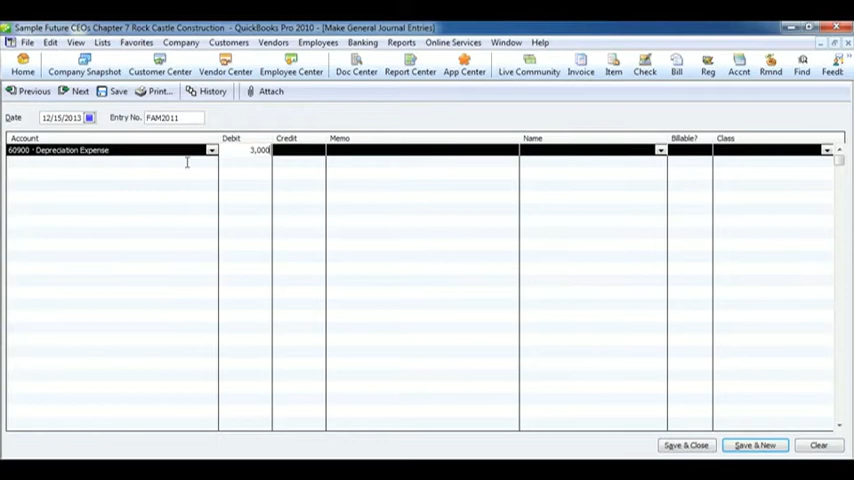 Sample Future CEOs Chapter 7 Rock Castle Construction - QuickBooks Pro 2010 - [Make General Journal Entries]
File Edit View Lists Favorites Company Customers Vendors Employees Banking Reports Online Services Window Help
Home Company Snapshot Customer Center Vendor Center Employee Center Doc Center Report Center App Center Live Community Invoice Item Check Bill Reg Accnt Rmnd Find Feedb
Previous Next Save Print... History Attach
Date 12/15/2013 Entry No. FAM2011
Account Debit Credit Memo Name Billable? Class
60900 · Depreciation Expense 3,000
Save & Close Save & New Clear